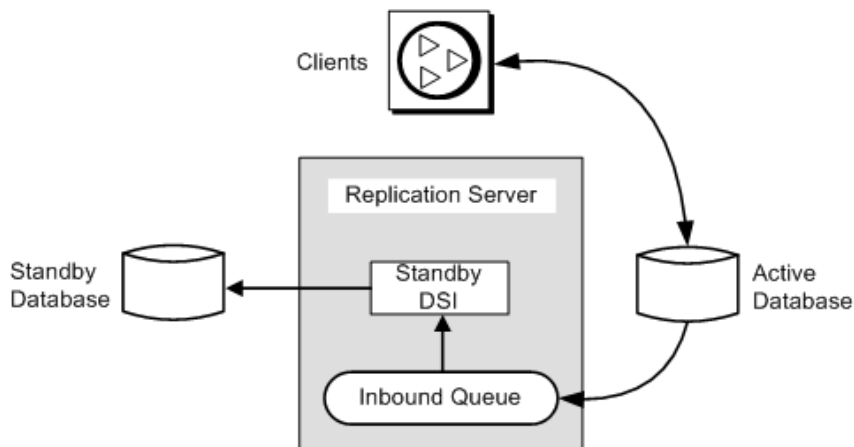 Clients
Replication Server
Standby
Database
Standby
DSI
Active
Database
Inbound Queue